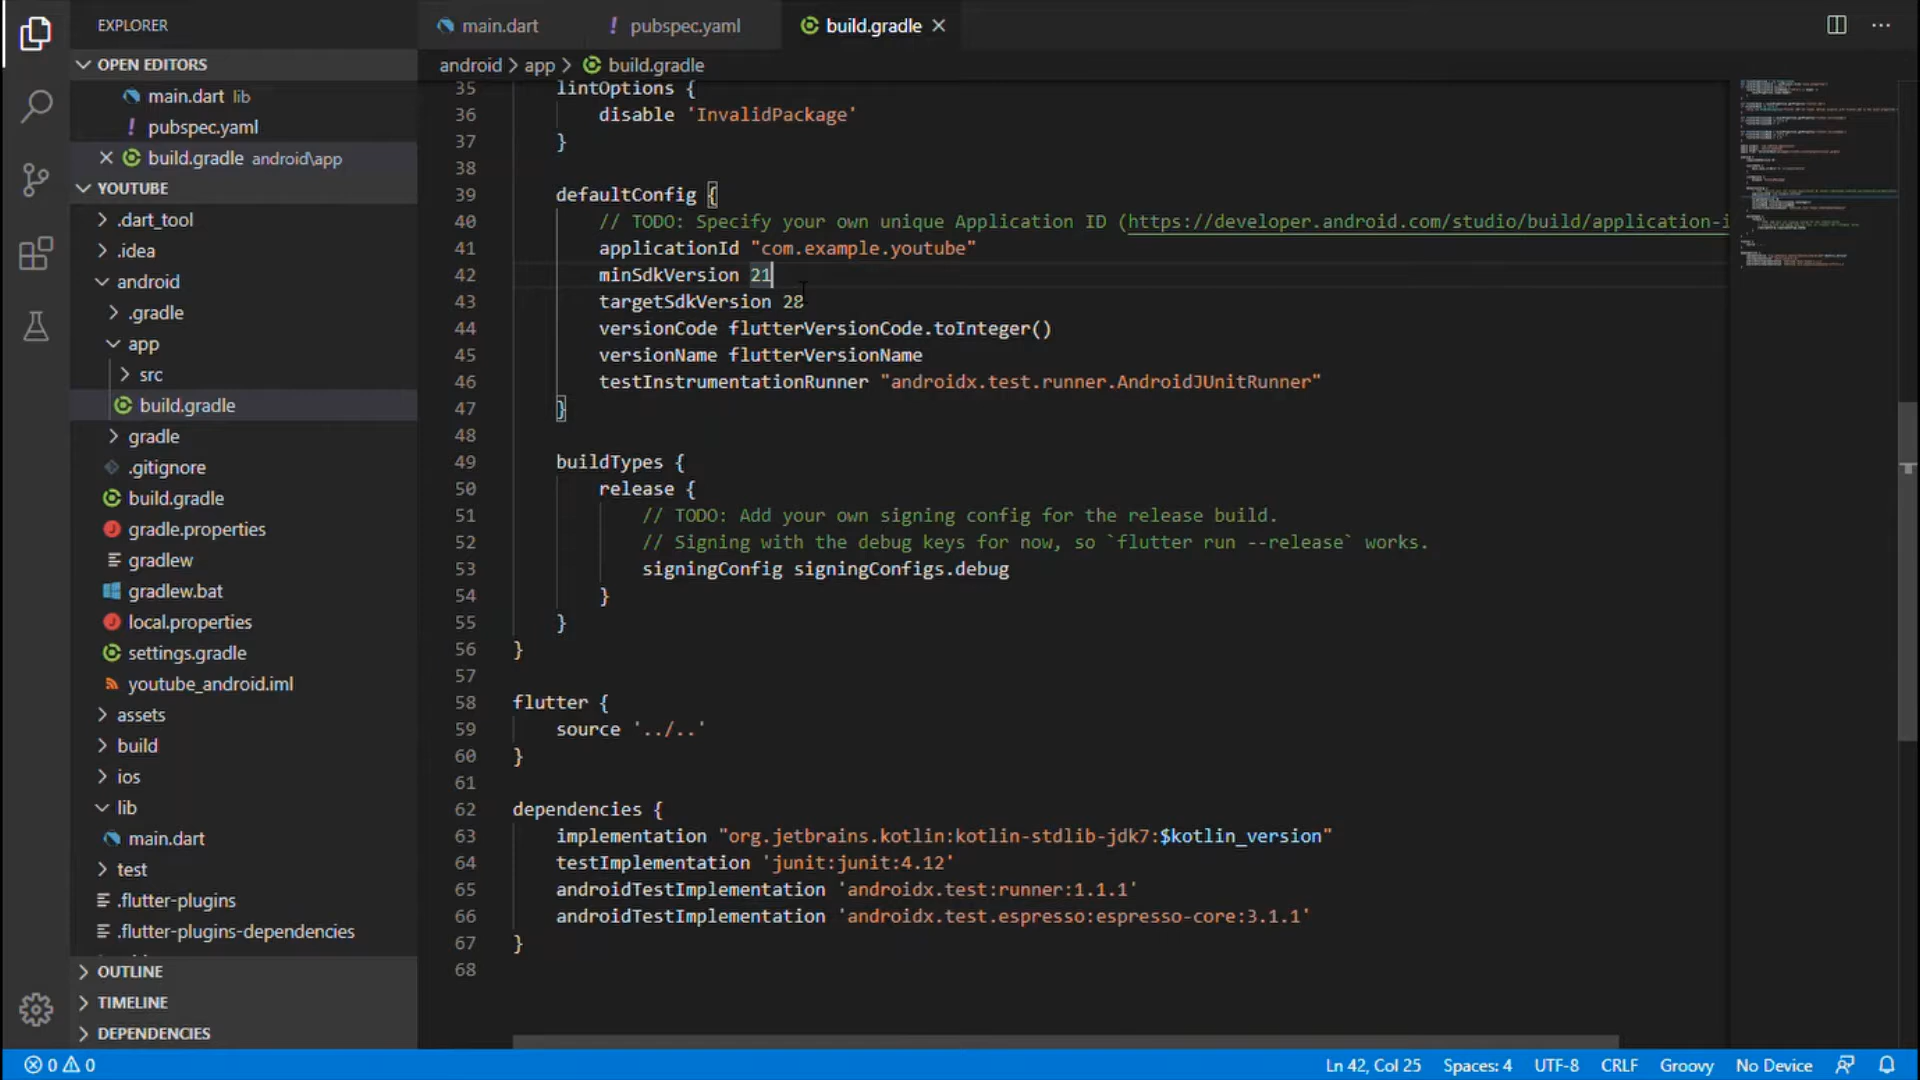 EXPLORER
OPEN EDITORS
main.dart lib
pubspec.yaml
build.gradle android\app
YOUTUBE
.dart_tool
.idea
android
.gradle
app
src
build.gradle
gradle
.gitignore
build.gradle
gradle.properties
gradlew
gradlew.bat
local.properties
settings.gradle
youtube_android.iml
assets
build
ios
lib
main.dart
test
.flutter-plugins
.flutter-plugins-dependencies
OUTLINE
TIMELINE
DEPENDENCIES
main.dart
pubspec.yaml
build.gradle
android > app > build.gradle
35 lintOptions {
36 disable 'InvalidPackage'
37 }
38
39 defaultConfig {
40 // TODO: Specify your own unique Application ID (https://developer.android.com/studio/build/application-i
41 applicationId "com.example.youtube"
42 minSdkVersion 21
43 targetSdkVersion 28
44 versionCode flutterVersionCode.toInteger()
45 versionName flutterVersionName
46 testInstrumentationRunner "androidx.test.runner.AndroidJUnitRunner"
47 }
48
49 buildTypes {
50 release {
51 // TODO: Add your own signing config for the release build.
52 // Signing with the debug keys for now, so `flutter run --release` works.
53 signingConfig signingConfigs.debug
54 }
55 }
56 }
57
58 flutter {
59 source '../..'
60 }
61
62 dependencies {
63 implementation "org.jetbrains.kotlin:kotlin-stdlib-jdk7:$kotlin_version"
64 testImplementation 'junit:junit:4.12'
65 androidTestImplementation 'androidx.test:runner:1.1.1'
66 androidTestImplementation 'androidx.test.espresso:espresso-core:3.1.1'
67 }
68
0 0 Ln 42, Col 25 Spaces: 4 UTF-8 CRLF Groovy No Device